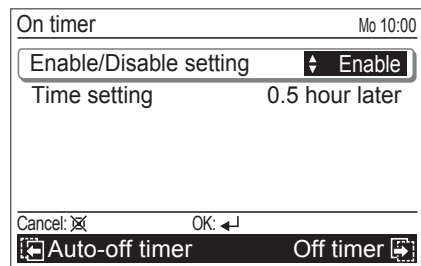 On timer Mo 10:00
Enable/Disable setting Enable
Time setting 0.5 hour later
Cancel: OK:
Auto-off timer Off timer